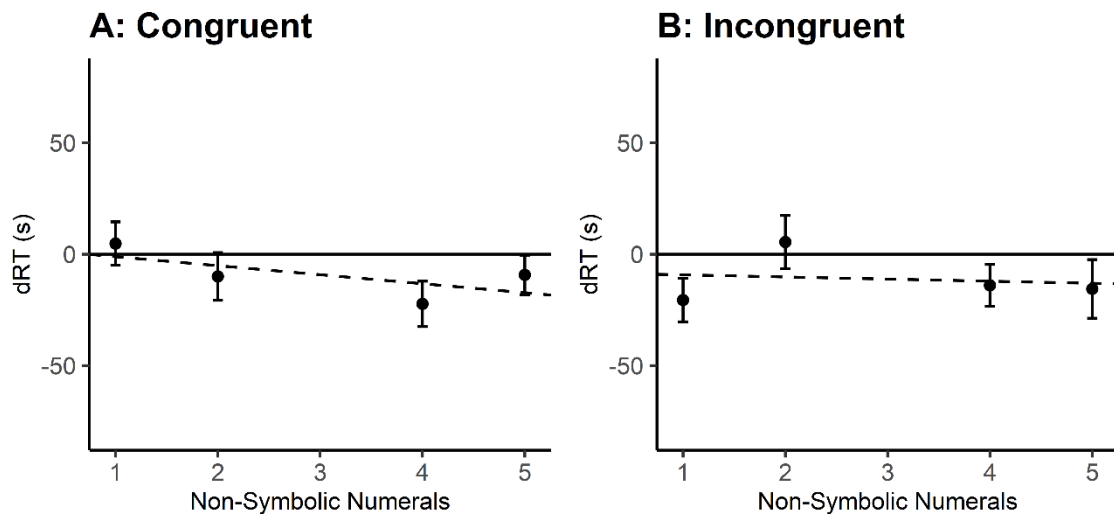 A: Congruent
50
0
-50
dRT (s)
1 2 3 4 5
Non-Symbolic Numerals
B: Incongruent
50
0
-50
dRT (s)
1 2 3 4 5
Non-Symbolic Numerals